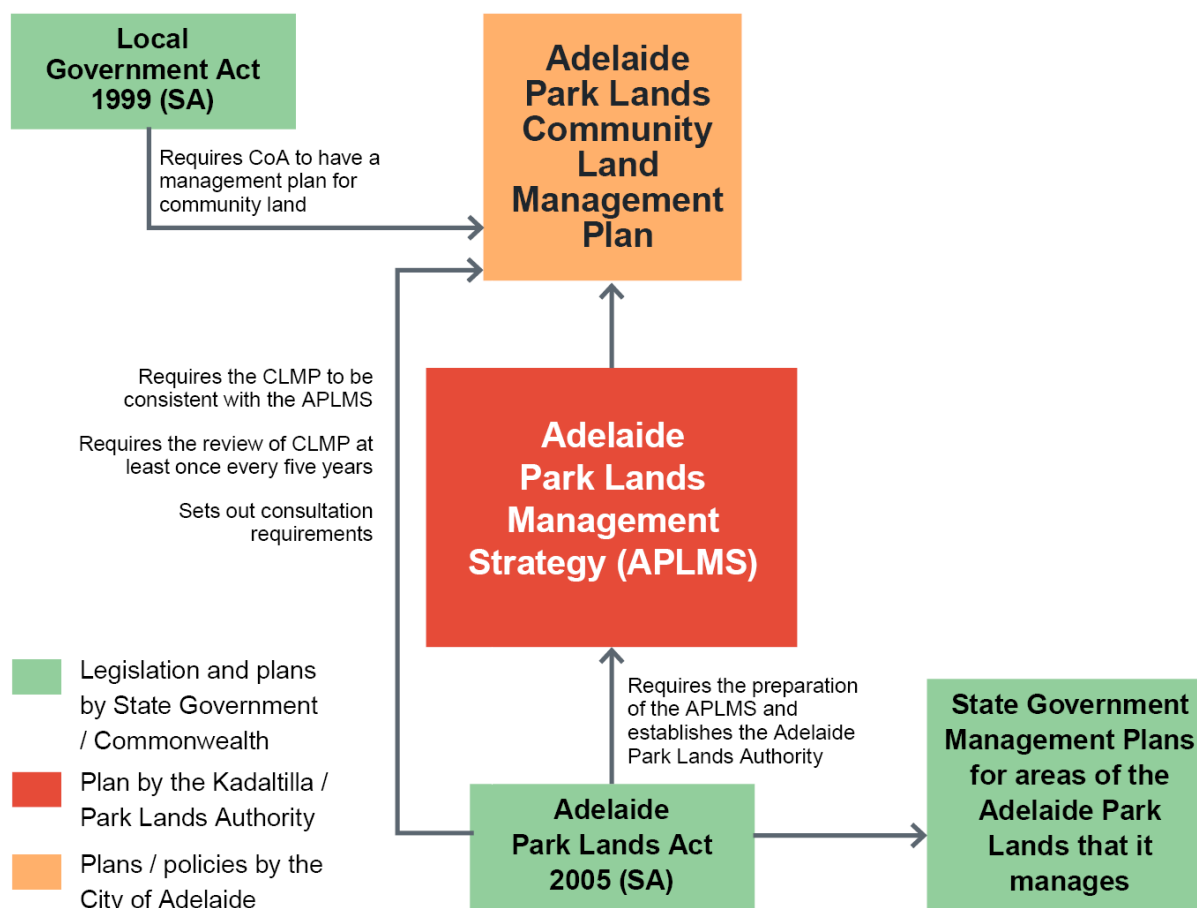 Local
Government Act
1999 (SA)
Adelaide
Park Lands
Community
Land
Management
Plan
Requires CoA to have a
management plan for
community land
Requires the CLMP to be
consistent with the APLMS
Requires the review of CLMP at
least once every five years
Sets out consultation
requirements
Adelaide
Park Lands
Management
Strategy (APLMS)
Requires the preparation
of the APLMS and
establishes the Adelaide
Park Lands Authority
Adelaide
Park Lands Act
2005 (SA)
State Government
Management Plans
for areas of the
Adelaide Park
Lands that it
manages
Legislation and plans
by State Government
/ Commonwealth
Plan by the Kadaltilla /
Park Lands Authority
Plans / policies by the
City of Adelaide